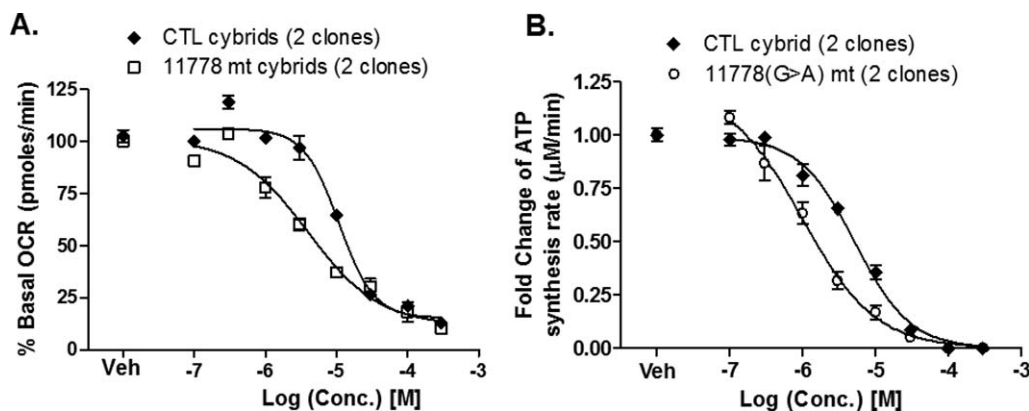 A.
◆ CTL cybrids (2 clones)
□ 11778 mt cybrids (2 clones)
% Basal OCR (pmoles/min)
125
100
75
50
25
0
Veh
-7
-6
-5
-4
-3
Log (Conc.) [M]
B.
◆ CTL cybrid (2 clones)
○ 11778(G>A) mt (2 clones)
Fold Change of ATP
synthesis rate (µM/min)
1.25
1.00
0.75
0.50
0.25
0.00
Veh
-7
-6
-5
-4
-3
Log (Conc.) [M]